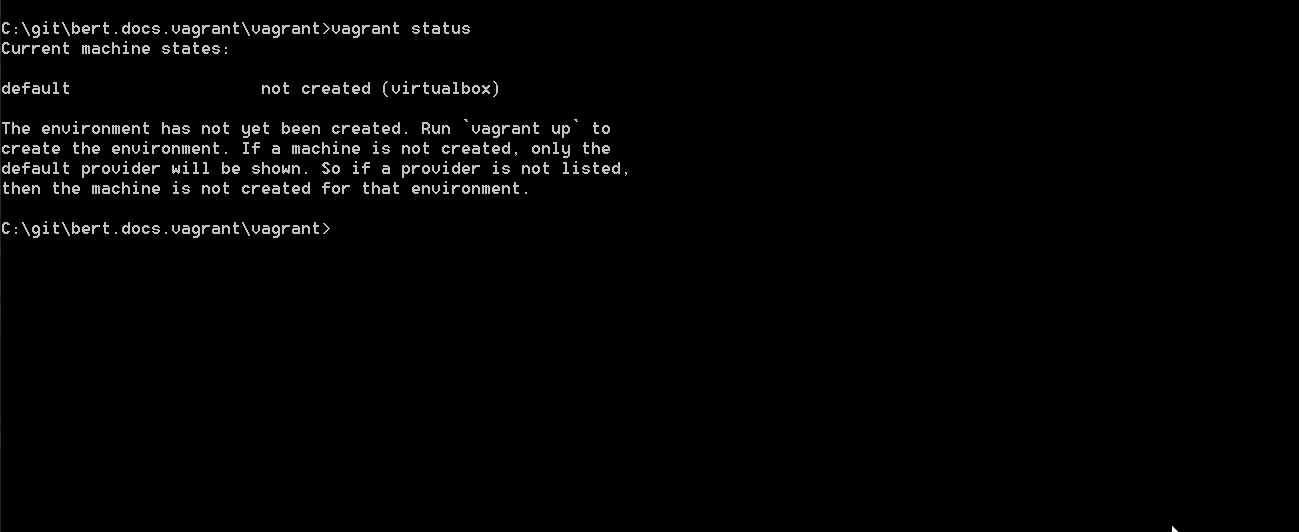 C:\git\bert.docs.vagrant\vagrant>vagrant status
Current machine states:
default                   not created (virtualbox)
The environment has not yet been created. Run `vagrant up` to
create the environment. If a machine is not created, only the
default provider will be shown. So if a provider is not listed,
then the machine is not created for that environment.
C:\git\bert.docs.vagrant\vagrant>